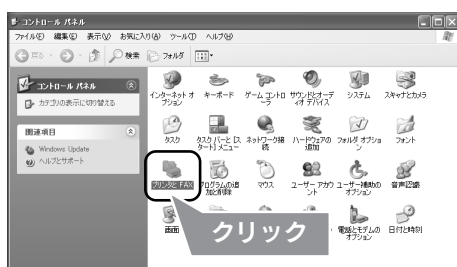 コントロール パネル
ファイル(F) 編集(E) 表示(V) お気に入り(A) ツール(T) ヘルプ(H)
戻る 検索 フォルダ
コントロール パネル
カテゴリの表示に切り替える
関連項目
Windows Update
ヘルプとサポート
インターネット オプション
キーボード
ゲーム コントローラ
サウンドとオーディオ デバイス
システム
スキャナとカメラ
タスク
タスク バーと [スタート] メニュー
ネットワーク接続
ハードウェアの追加
フォルダ オプション
フォント
プリンタと FAX
プログラムの追加と削除
マウス
ユーザー アカウント
ユーザー補助のオプション
音声認識
画面
電話とモデムのオプション
日付と時刻
クリック